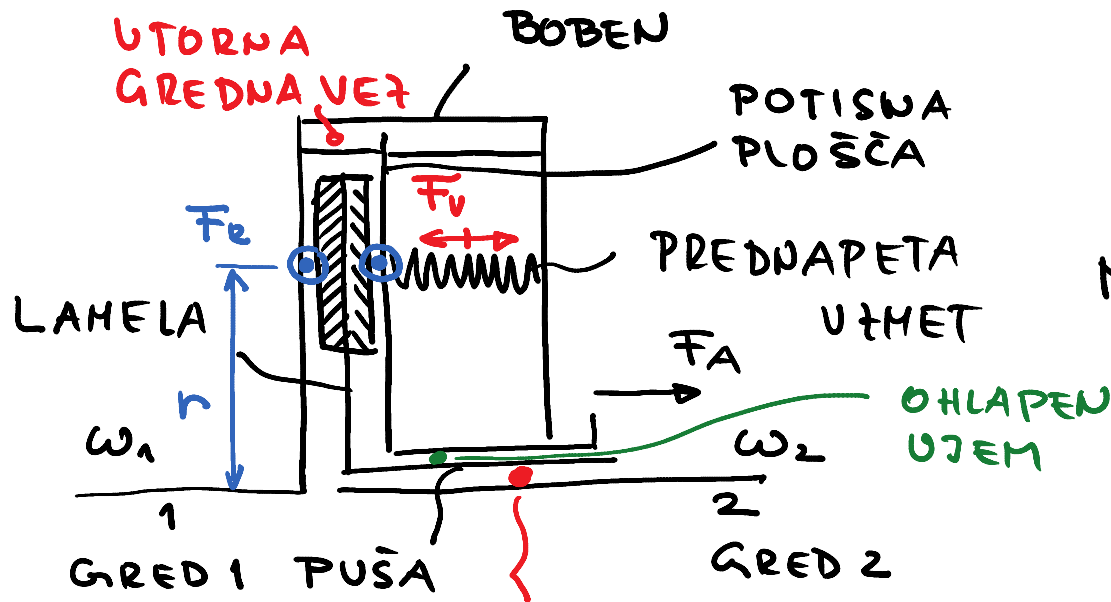 UTORNA
GREDNA VEZ
BOBEN
POTISNA
PLOŠČA
Fv
Fe
PREDNAPETA
VZMET
LAMELA
FA
r
OHLAPEN
UJEM
ω1
ω2
1
2
GRED 1
PUŠA
GRED 2